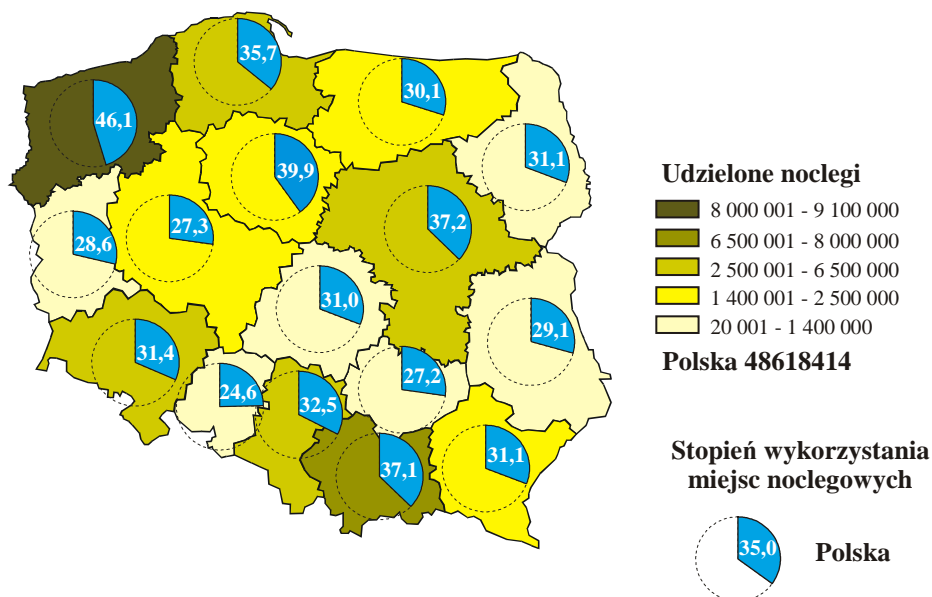 35,7
30,1
46,1
31,1
39,9
37,2
27,3
28,6
31,0
29,1
31,4
27,2
24,6
32,5
31,1
37,1
Udzielone noclegi
8 000 001 - 9 100 000
6 500 001 - 8 000 000
2 500 001 - 6 500 000
1 400 001 - 2 500 000
20 001 - 1 400 000
Polska 48618414
Stopień wykorzystania
miejsc noclegowych
35,0 Polska